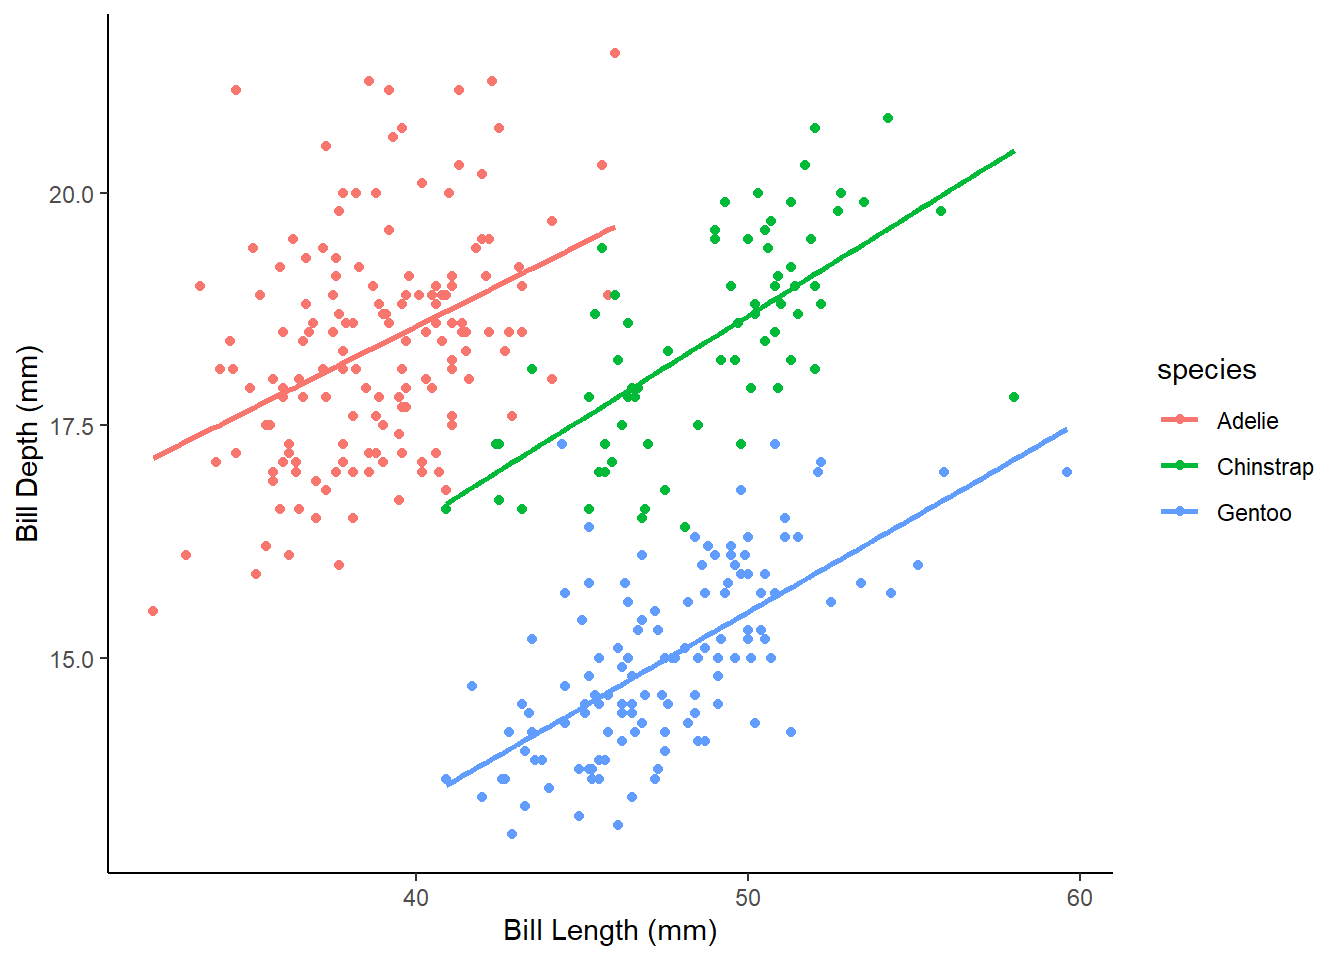 20.0
17.5
15.0
Bill Depth (mm)
40
50
60
Bill Length (mm)
species
Adelie
Chinstrap
Gentoo